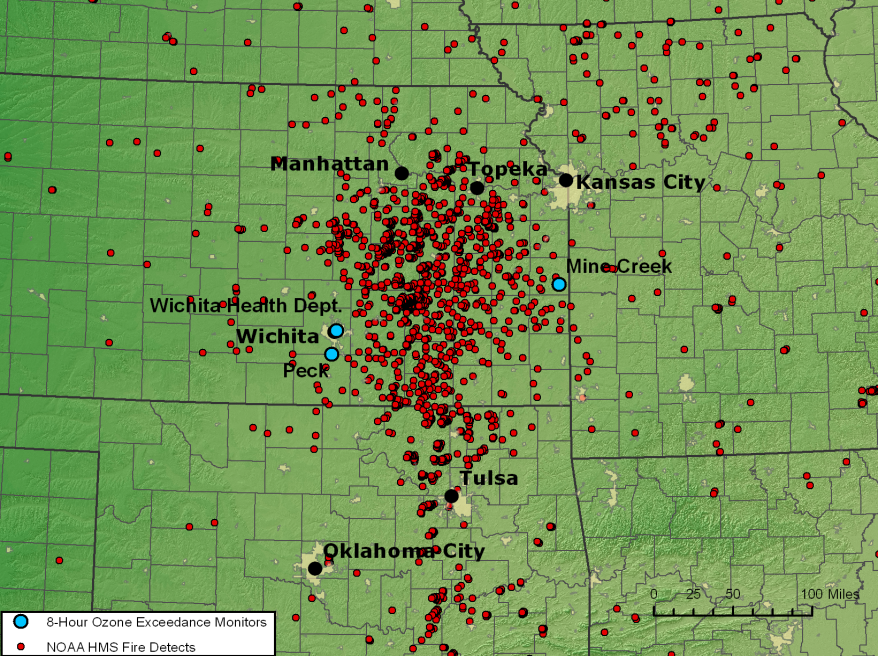 Manhattan
Topeka
Kansas City
Mine Creek
Wichita Health Dept.
Wichita
Peck
Tulsa
Oklahoma City
0 25 50 100 Miles
8-Hour Ozone Exceedance Monitors
NOAA HMS Fire Detects